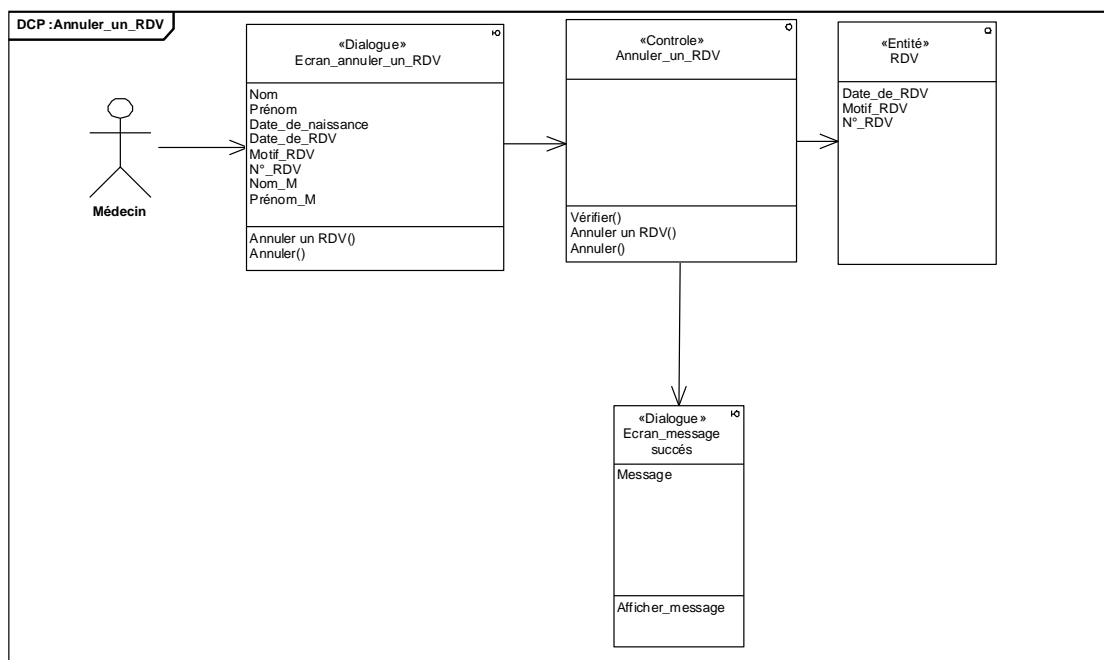 DCP :Annuler_un_RDV
«Dialogue»
Ecran_annuler_un_RDV
Nom
Prénom
Date_de_naissance
Date_de_RDV
Motif_RDV
N°_RDV
Nom_M
Prénom_M
Annuler un RDV()
Annuler()
«Controle»
Annuler_un_RDV
Vérifier()
Annuler un RDV()
Annuler()
«Entité»
RDV
Date_de_RDV
Motif_RDV
N°_RDV
Médecin
«Dialogue»
Ecran_message
succés
Message
Afficher_message